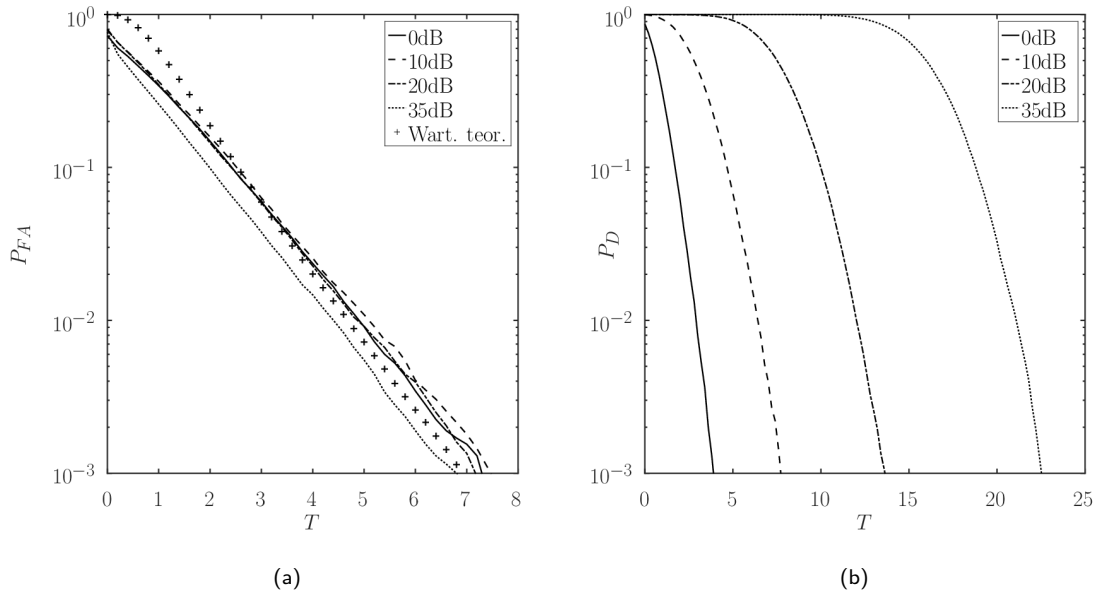 10^0
10^-1
10^-2
10^-3
P_FA
0 1 2 3 4 5 6 7 8
T
0dB
10dB
20dB
35dB
Wart. teor.
(a)
10^0
10^-1
10^-2
10^-3
P_D
0 5 10 15 20 25
T
0dB
10dB
20dB
35dB
(b)